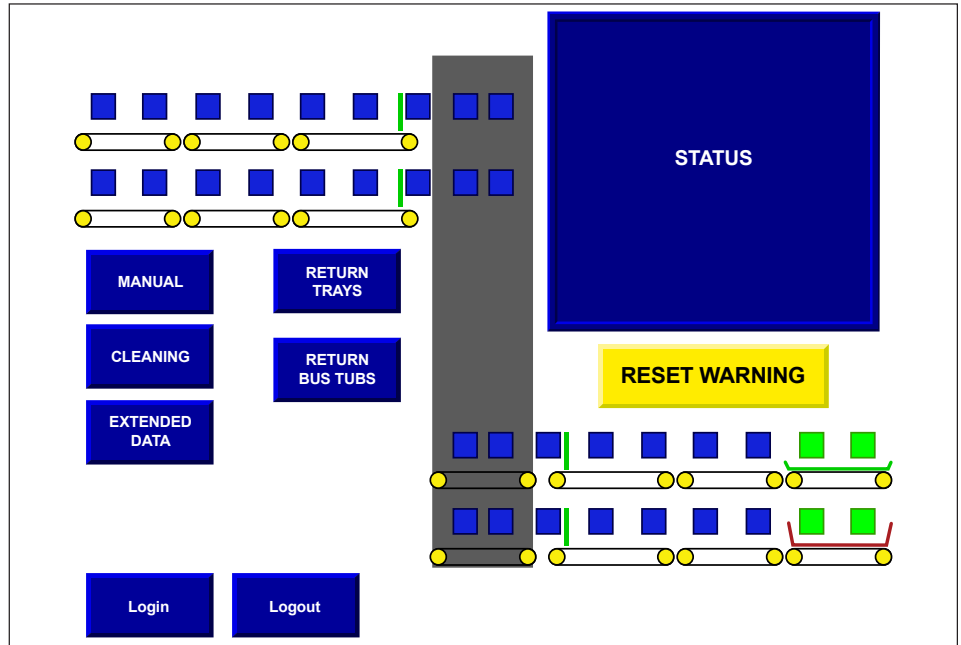 STATUS
MANUAL
RETURN
TRAYS
CLEANING
RETURN
BUS TUBS
RESET WARNING
EXTENDED
DATA
Login
Logout